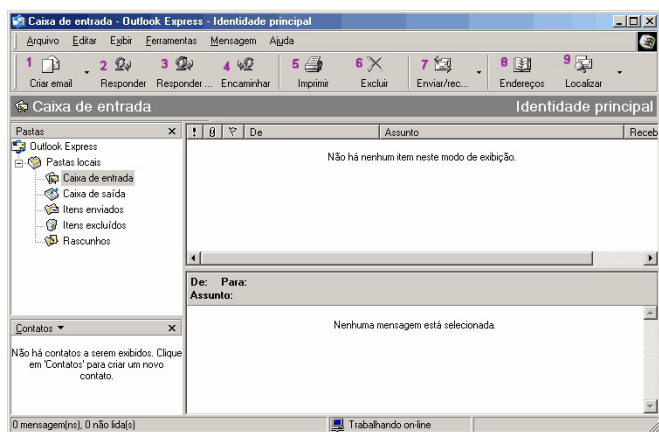 Caixa de entrada - Outlook Express - Identidade principal
Arquivo Editar Exibir Ferramentas Mensagem Ajuda
1 2 3 4 5 6 7 8 9
Criar email Responder Responder ... Encaminhar Imprimir Excluir Enviar/rec... Endereços Localizar
Caixa de entrada Identidade principal
Pastas
! De Assunto Receb
Outlook Express
Pastas locais
Caixa de entrada
Caixa de saída
Itens enviados
Itens excluídos
Rascunhos
Não há nenhum item neste modo de exibição.
De: Para:
Assunto:
Nenhuma mensagem está selecionada.
Contatos
Não há contatos a serem exibidos. Clique
em 'Contatos' para criar um novo
contato.
0 mensagem(ns), 0 não lida(s) Trabalhando on-line